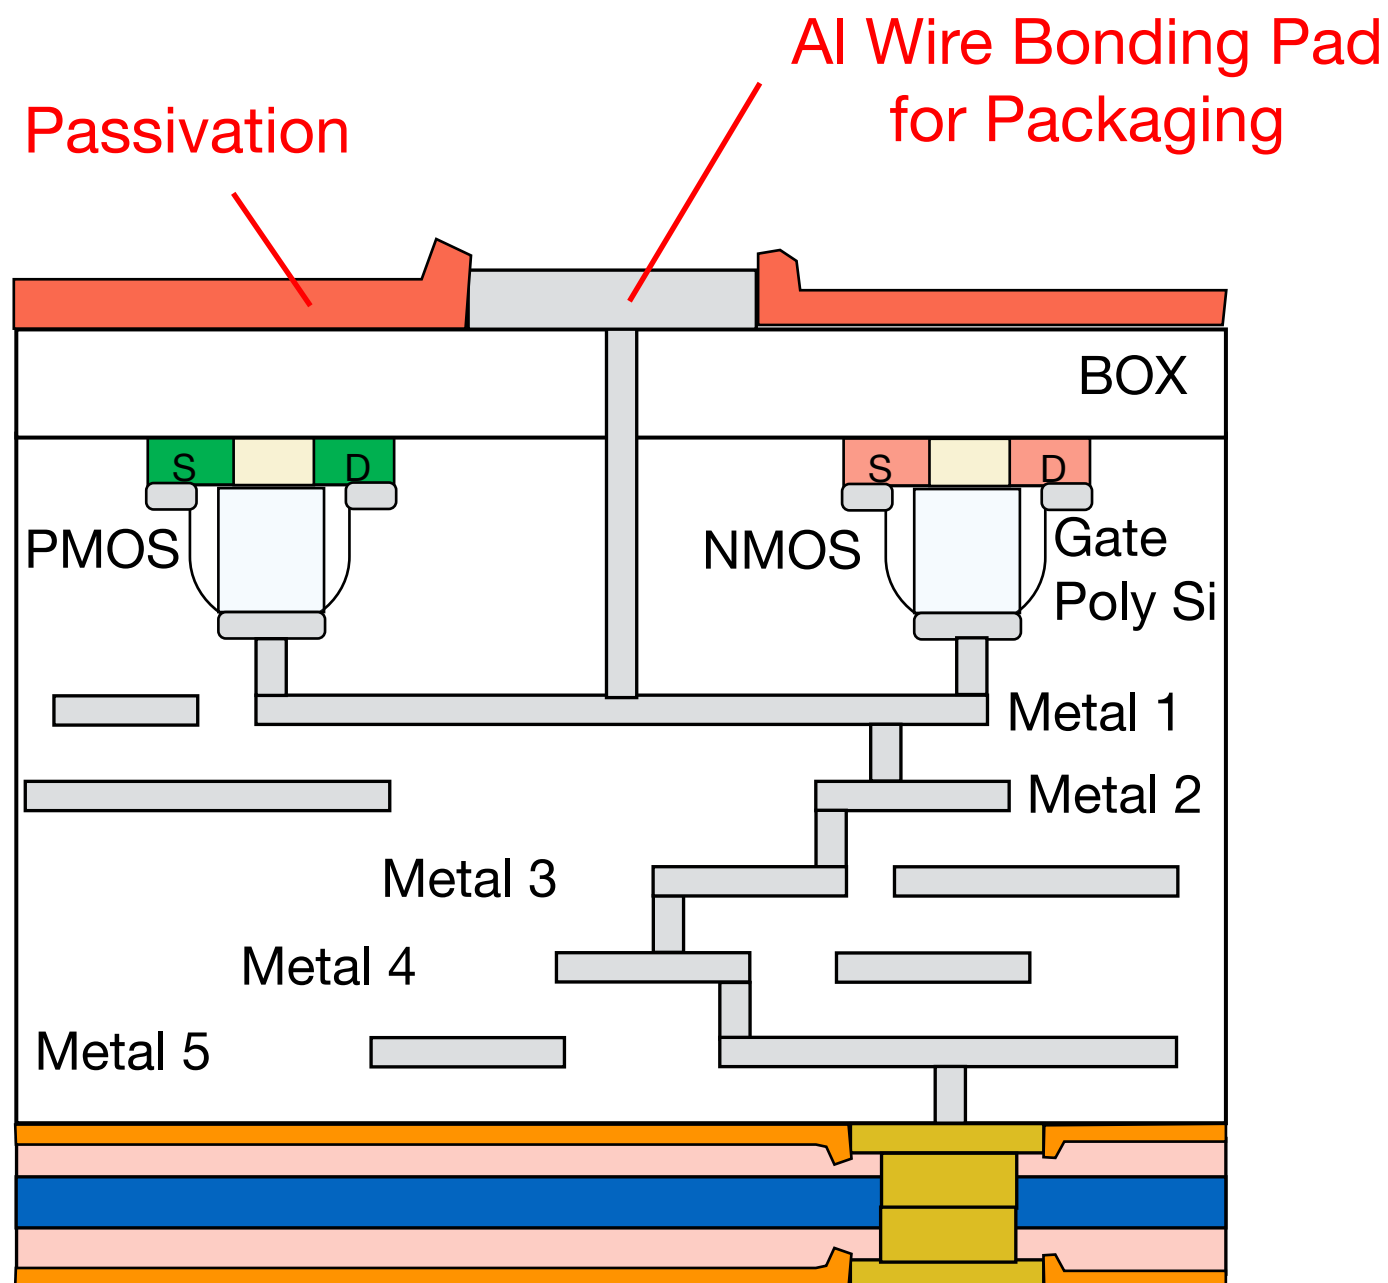 Al Wire Bonding Pad
for Packaging
Passivation
BOX
S
D
S
D
PMOS
NMOS
Gate
Poly Si
Metal 1
Metal 2
Metal 3
Metal 4
Metal 5